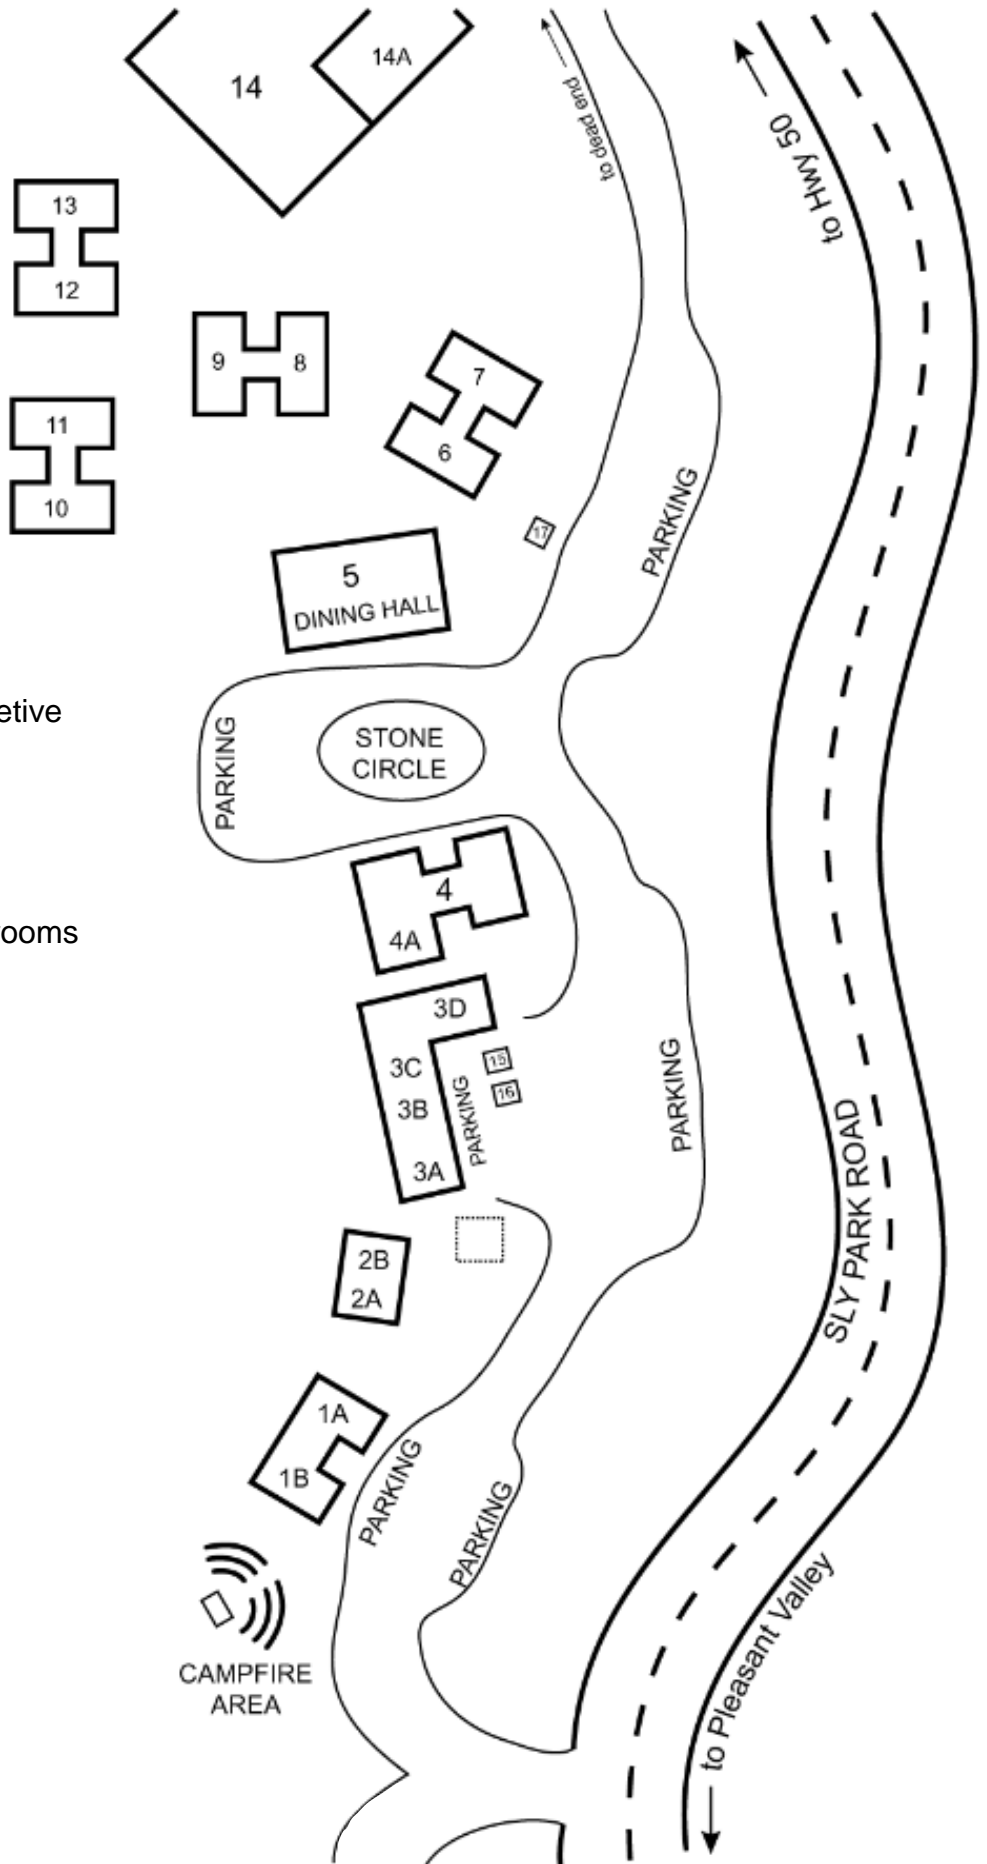 14A
14
to dead end
to Hwy 50
13
12
9
8
7
6
11
10
17
PARKING
5
DINING HALL
etive
PARKING
STONE
CIRCLE
4
4A
ooms
3D
3C
15
16
3B
PARKING
3A
PARKING
SLY PARK ROAD
2B
2A
1A
1B
PARKING
PARKING
CAMPFIRE
AREA
to Pleasant Valley